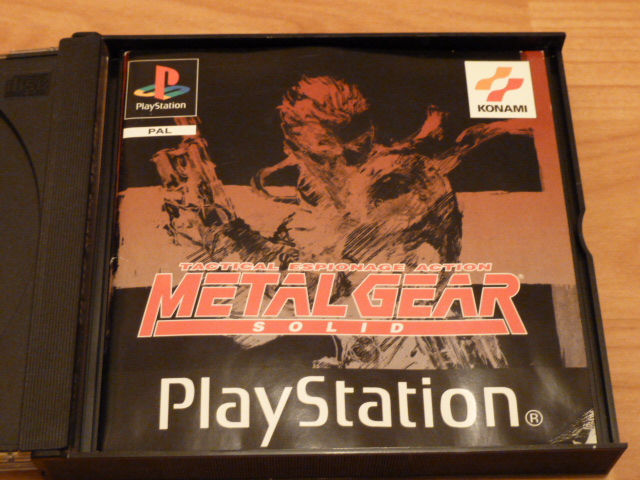 PlayStation
PAL
KONAMI
TACTICAL ESPIONAGE ACTION
METAL GEAR
SOLID
PlayStation®